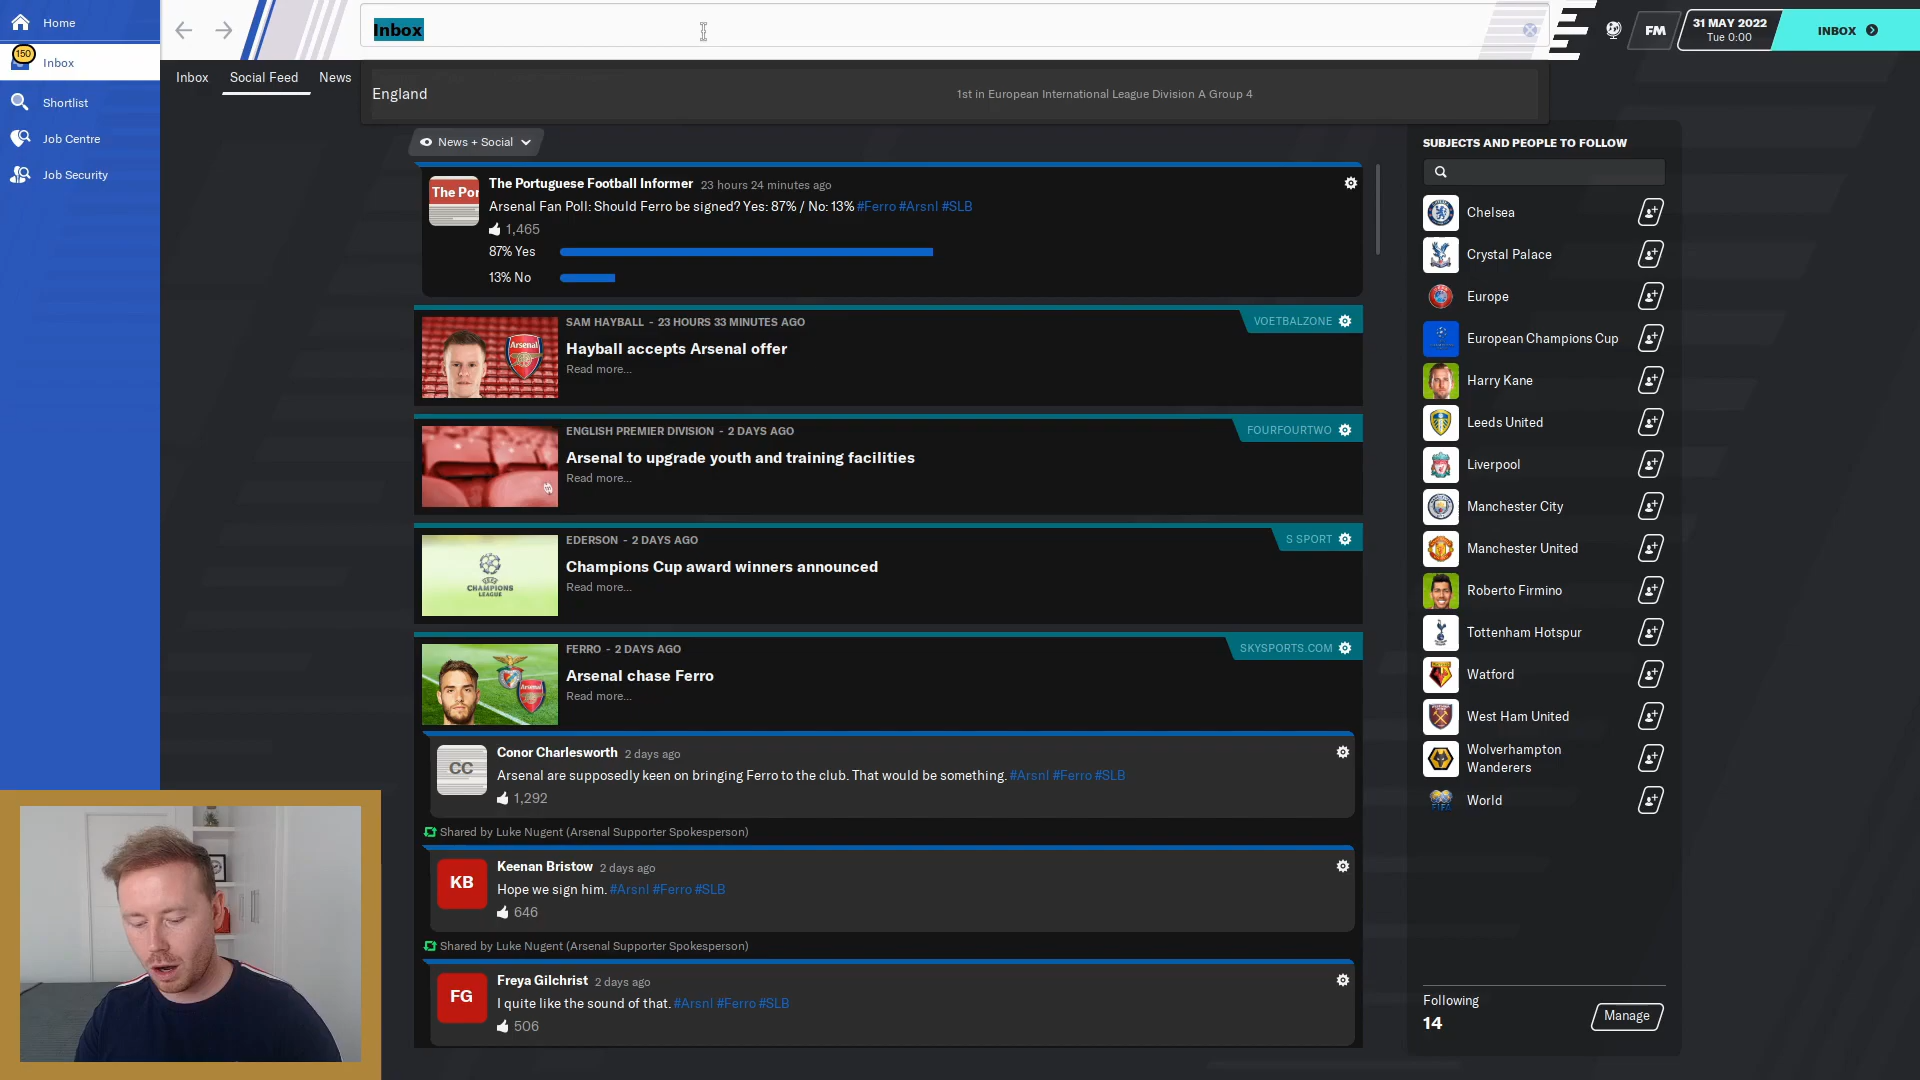 Home
150
Inbox
Shortlist
Job Centre
Job Security
Inbox
FM
31 MAY 2022
Tue 0:00
INBOX
Inbox
Social Feed
News
England
1st in European International League Division A Group 4
News + Social
The Por
The Portuguese Football Informer 23 hours 24 minutes ago
Arsenal Fan Poll: Should Ferro be signed? Yes: 87% / No: 13% #Ferro #Arsnl #SLB
1,465
87% Yes
13% No
Arsenal
SAM HAYBALL - 23 HOURS 33 MINUTES AGO
VOETBALZONE
Hayball accepts Arsenal offer
Read more...
ENGLISH PREMIER DIVISION - 2 DAYS AGO
FOURFOURTWO
Arsenal to upgrade youth and training facilities
Read more...
CHAMPIONS
LEAGUE
EDERSON - 2 DAYS AGO
S SPORT
Champions Cup award winners announced
Read more...
Arsenal
FERRO - 2 DAYS AGO
SKYSPORTS.COM
Arsenal chase Ferro
Read more...
CC
Conor Charlesworth 2 days ago
Arsenal are supposedly keen on bringing Ferro to the club. That would be something. #Arsnl #Ferro #SLB
1,292
Shared by Luke Nugent (Arsenal Supporter Spokesperson)
KB
Keenan Bristow 2 days ago
Hope we sign him. #Arsnl #Ferro #SLB
646
Shared by Luke Nugent (Arsenal Supporter Spokesperson)
FG
Freya Gilchrist 2 days ago
I quite like the sound of that. #Arsnl #Ferro #SLB
506
SUBJECTS AND PEOPLE TO FOLLOW
Chelsea
Crystal Palace
Europe
European Champions Cup
Harry Kane
Leeds United
Liverpool
Manchester City
Manchester United
Roberto Firmino
Tottenham Hotspur
Watford
West Ham United
Wolverhampton
Wanderers
World
Following
14
Manage